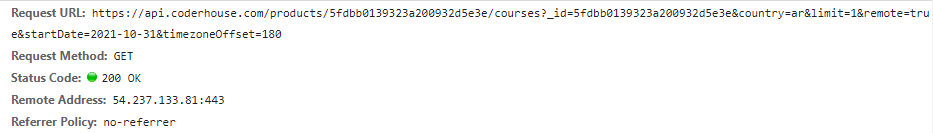 Request URL: https://api.coderhouse.com/products/5fdbb0139323a200932d5e3e/courses?_id=5fdbb0139323a200932d5e3e&country=ar&limit=1&remote=tru
e&startDate=2021-10-31&timezoneOffset=180
Request Method: GET
Status Code: 200 OK
Remote Address: 54.237.133.81:443
Referrer Policy: no-referrer